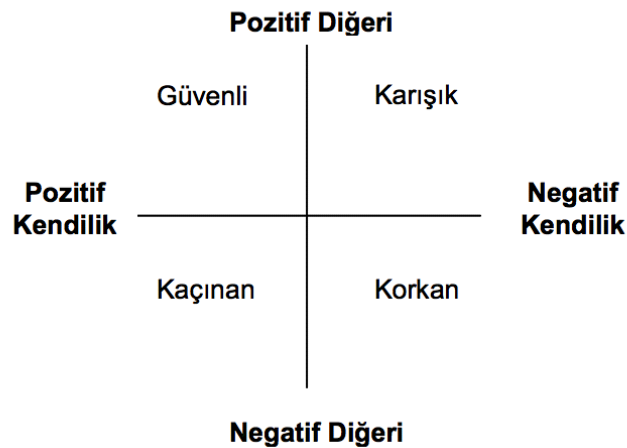 Pozitif Diğeri
Güvenli
Karışık
Pozitif
Kendilik
Negatif
Kendilik
Kaçınan
Korkan
Negatif Diğeri